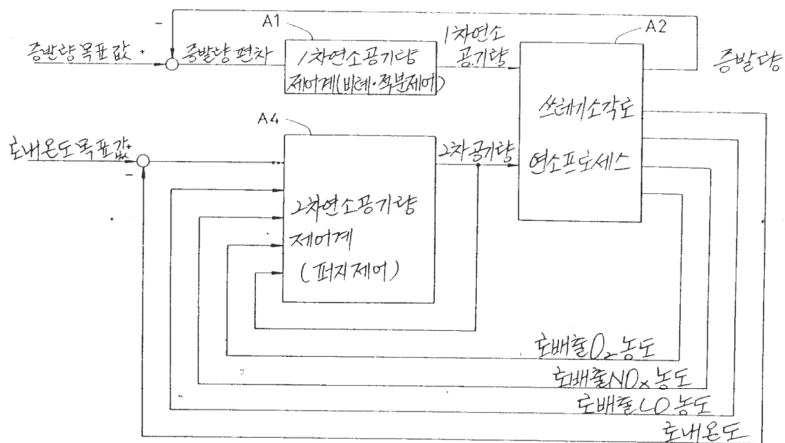 A1
A2
증발량 목표값
증발량 편차
1차연소공기량
제어계(비례·적분제어)
1차연소
공기량
증발량
쓰레기소각로
연소프로세스
A4
로내온도목표값
2차연소공기량
제어계
(퍼지제어)
2차공기량
로배출O₂농도
로배출NOx농도
로배출CO농도
로내온도